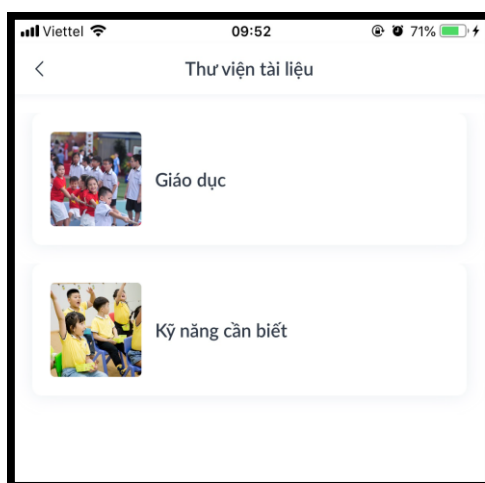 Viettel 09:52 71%
Thư viện tài liệu
Giáo dục
Kỹ năng cần biết